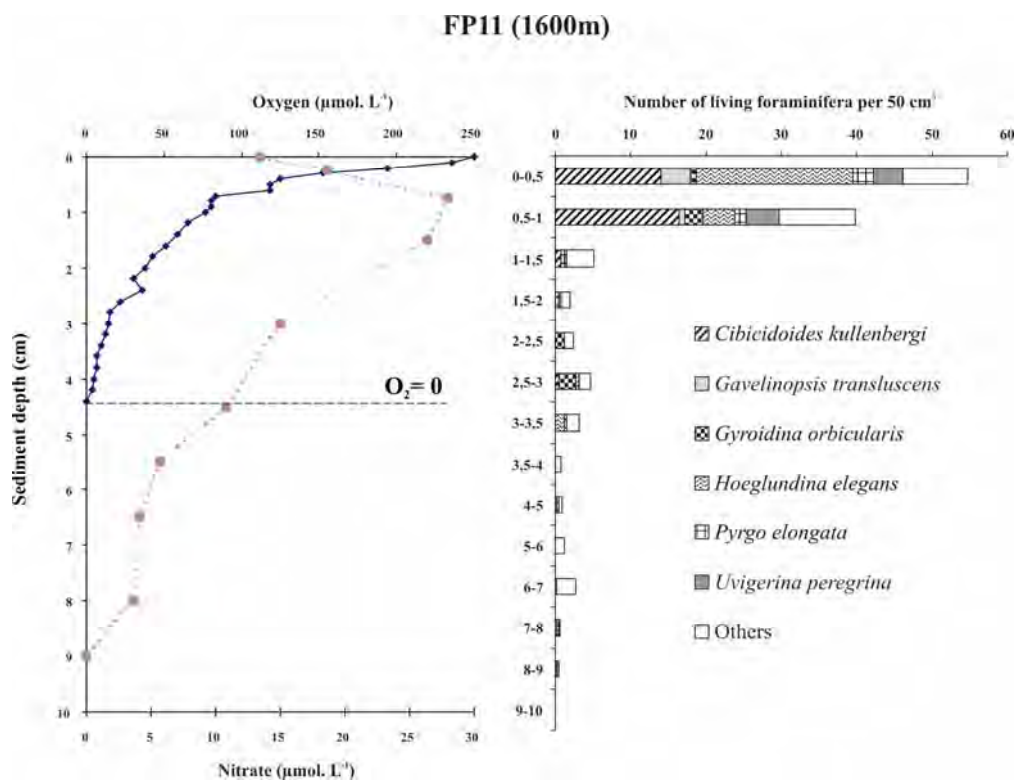 FP11 (1600m)
Oxygen (µmol. L⁻¹)
0 50 100 150 200 250
0
1
2
3
4
5
6
7
8
9
10
Sediment depth (cm)
O₂= 0
0 5 10 15 20 25 30
Nitrate (µmol. L⁻¹)
Number of living foraminifera per 50 cm³
0 10 20 30 40 50 60
0-0,5
0,5-1
1-1,5
1,5-2
2-2,5
2,5-3
3-3,5
3,5-4
4-5
5-6
6-7
7-8
8-9
9-10
Cibicidoides kullenbergi
Gavelinopsis transluscens
Gyroidina orbicularis
Hoeglundina elegans
Pyrgo elongata
Uvigerina peregrina
Others